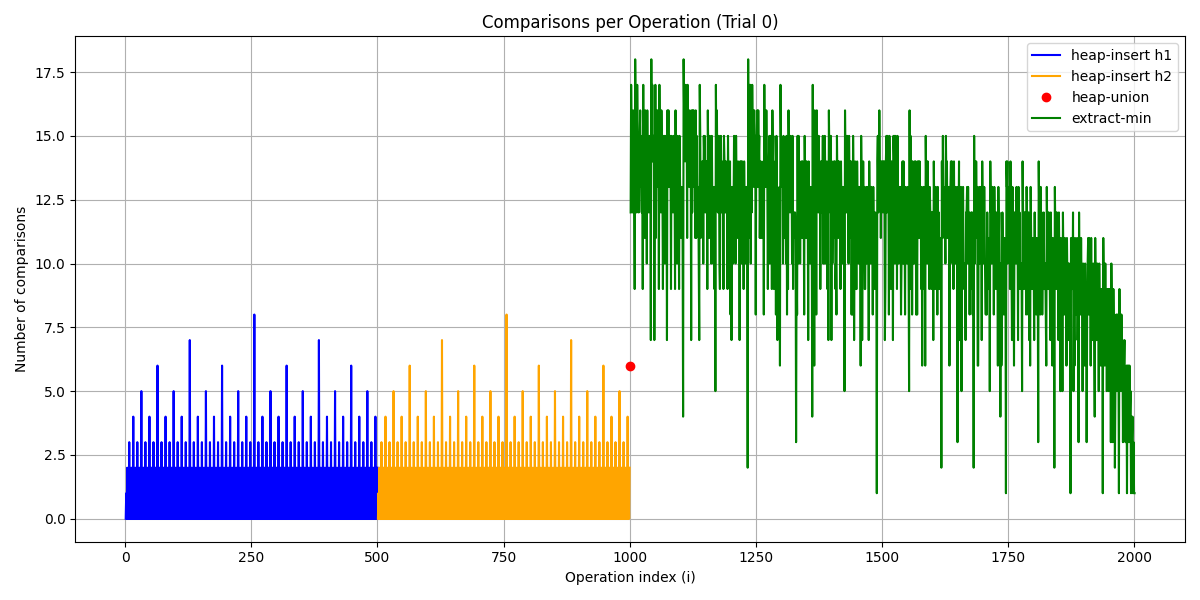 Comparisons per Operation (Trial 0)
Number of comparisons
17.5
15.0
12.5
10.0
7.5
5.0
2.5
0.0
heap-insert h1
heap-insert h2
heap-union
extract-min
0 250 500 750 1000 1250 1500 1750 2000
Operation index (i)